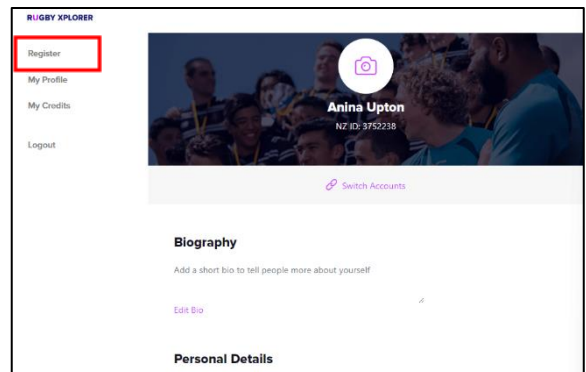 RUGBY XPLORER
Register
My Profile
My Credits
Logout
Anina Upton
NZ ID: 3752238
Switch Accounts
Biography
Add a short bio to tell people more about yourself
Edit Bio
Personal Details